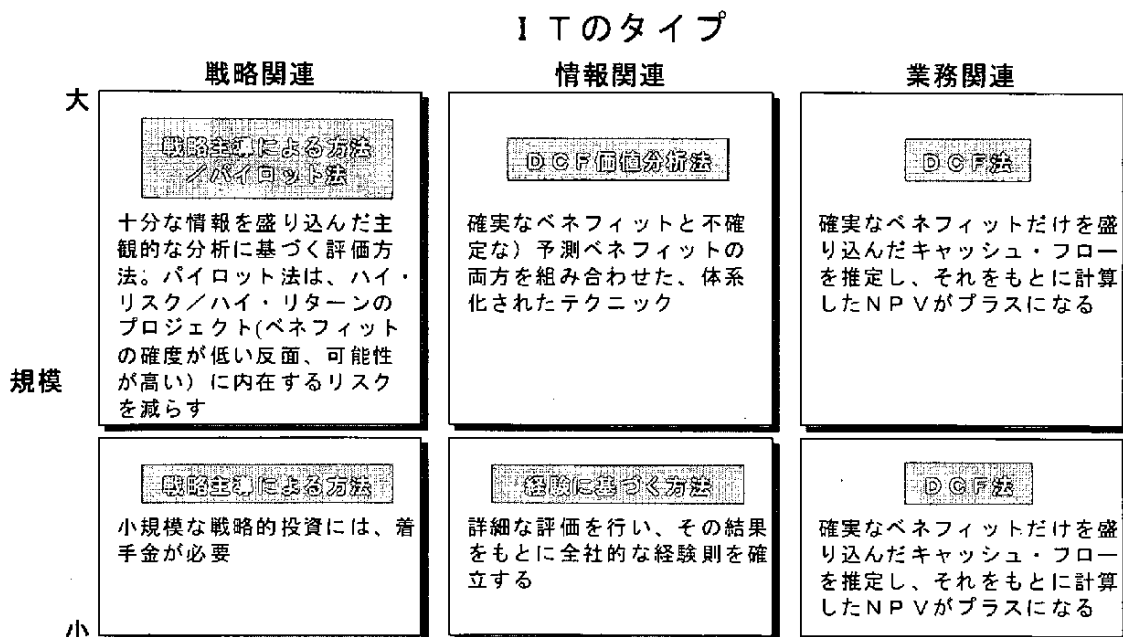 ＩＴのタイプ
戦略関連
情報関連
業務関連
大
戦略主導による方法
／パイロット法
十分な情報を盛り込んだ主
観的な分析に基づく評価方
法。パイロット法は、ハイ・
リスク／ハイ・リターンの
プロジェクト(ベネフィット
の確度が低い反面、可能性
が高い）に内在するリスク
を減らす
ＤＣＦ価値分析法
確実なベネフィットと不確
定な）予測ベネフィットの
両方を組み合わせた、体系
化されたテクニック
ＤＣＦ法
確実なベネフィットだけを盛
り込んだキャッシュ・フロー
を推定し、それをもとに計算
したＮＰＶがプラスになる
規模
戦略主導による方法
小規模な戦略的投資には、着
手金が必要
経験に基づく方法
詳細な評価を行い、その結果
をもとに全社的な経験則を確
立する
ＤＣＦ法
確実なベネフィットだけを盛
り込んだキャッシュ・フロー
を推定し、それをもとに計算
したＮＰＶがプラスになる
小